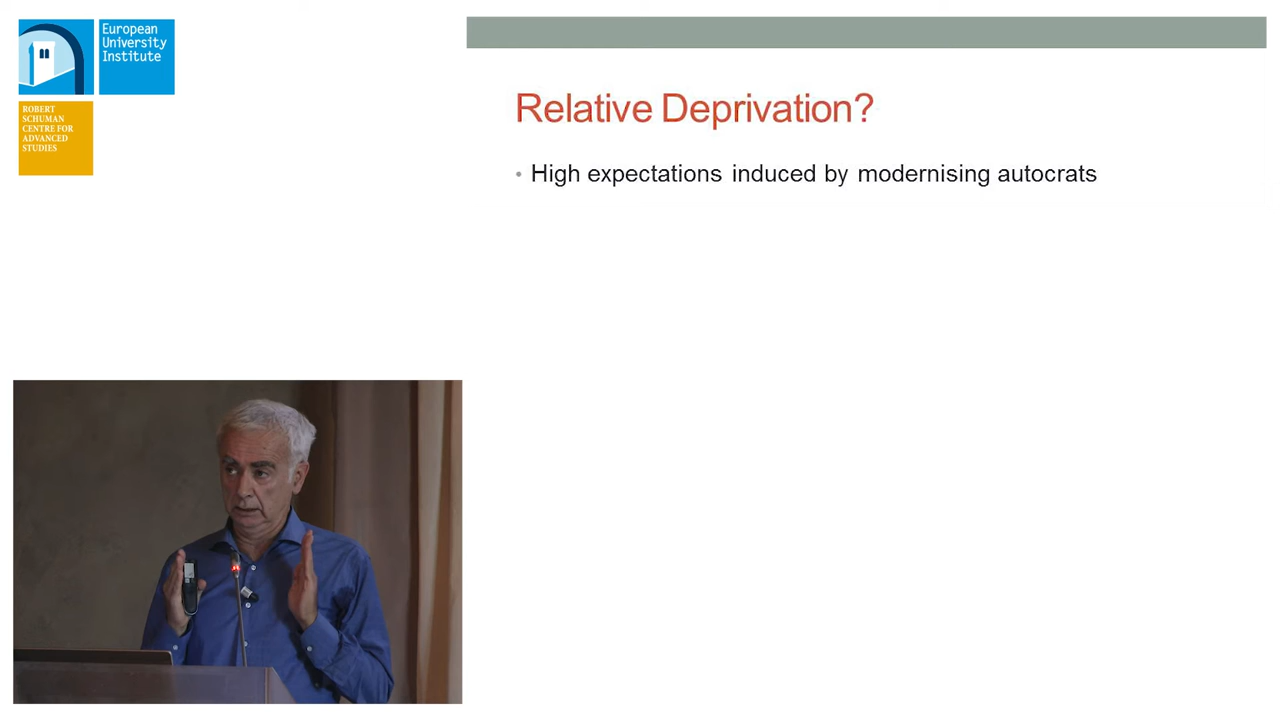 European
University
Institute
ROBERT
SCHUMAN
CENTRE FOR
ADVANCED
STUDIES
Relative Deprivation?
• High expectations induced by modernising autocrats